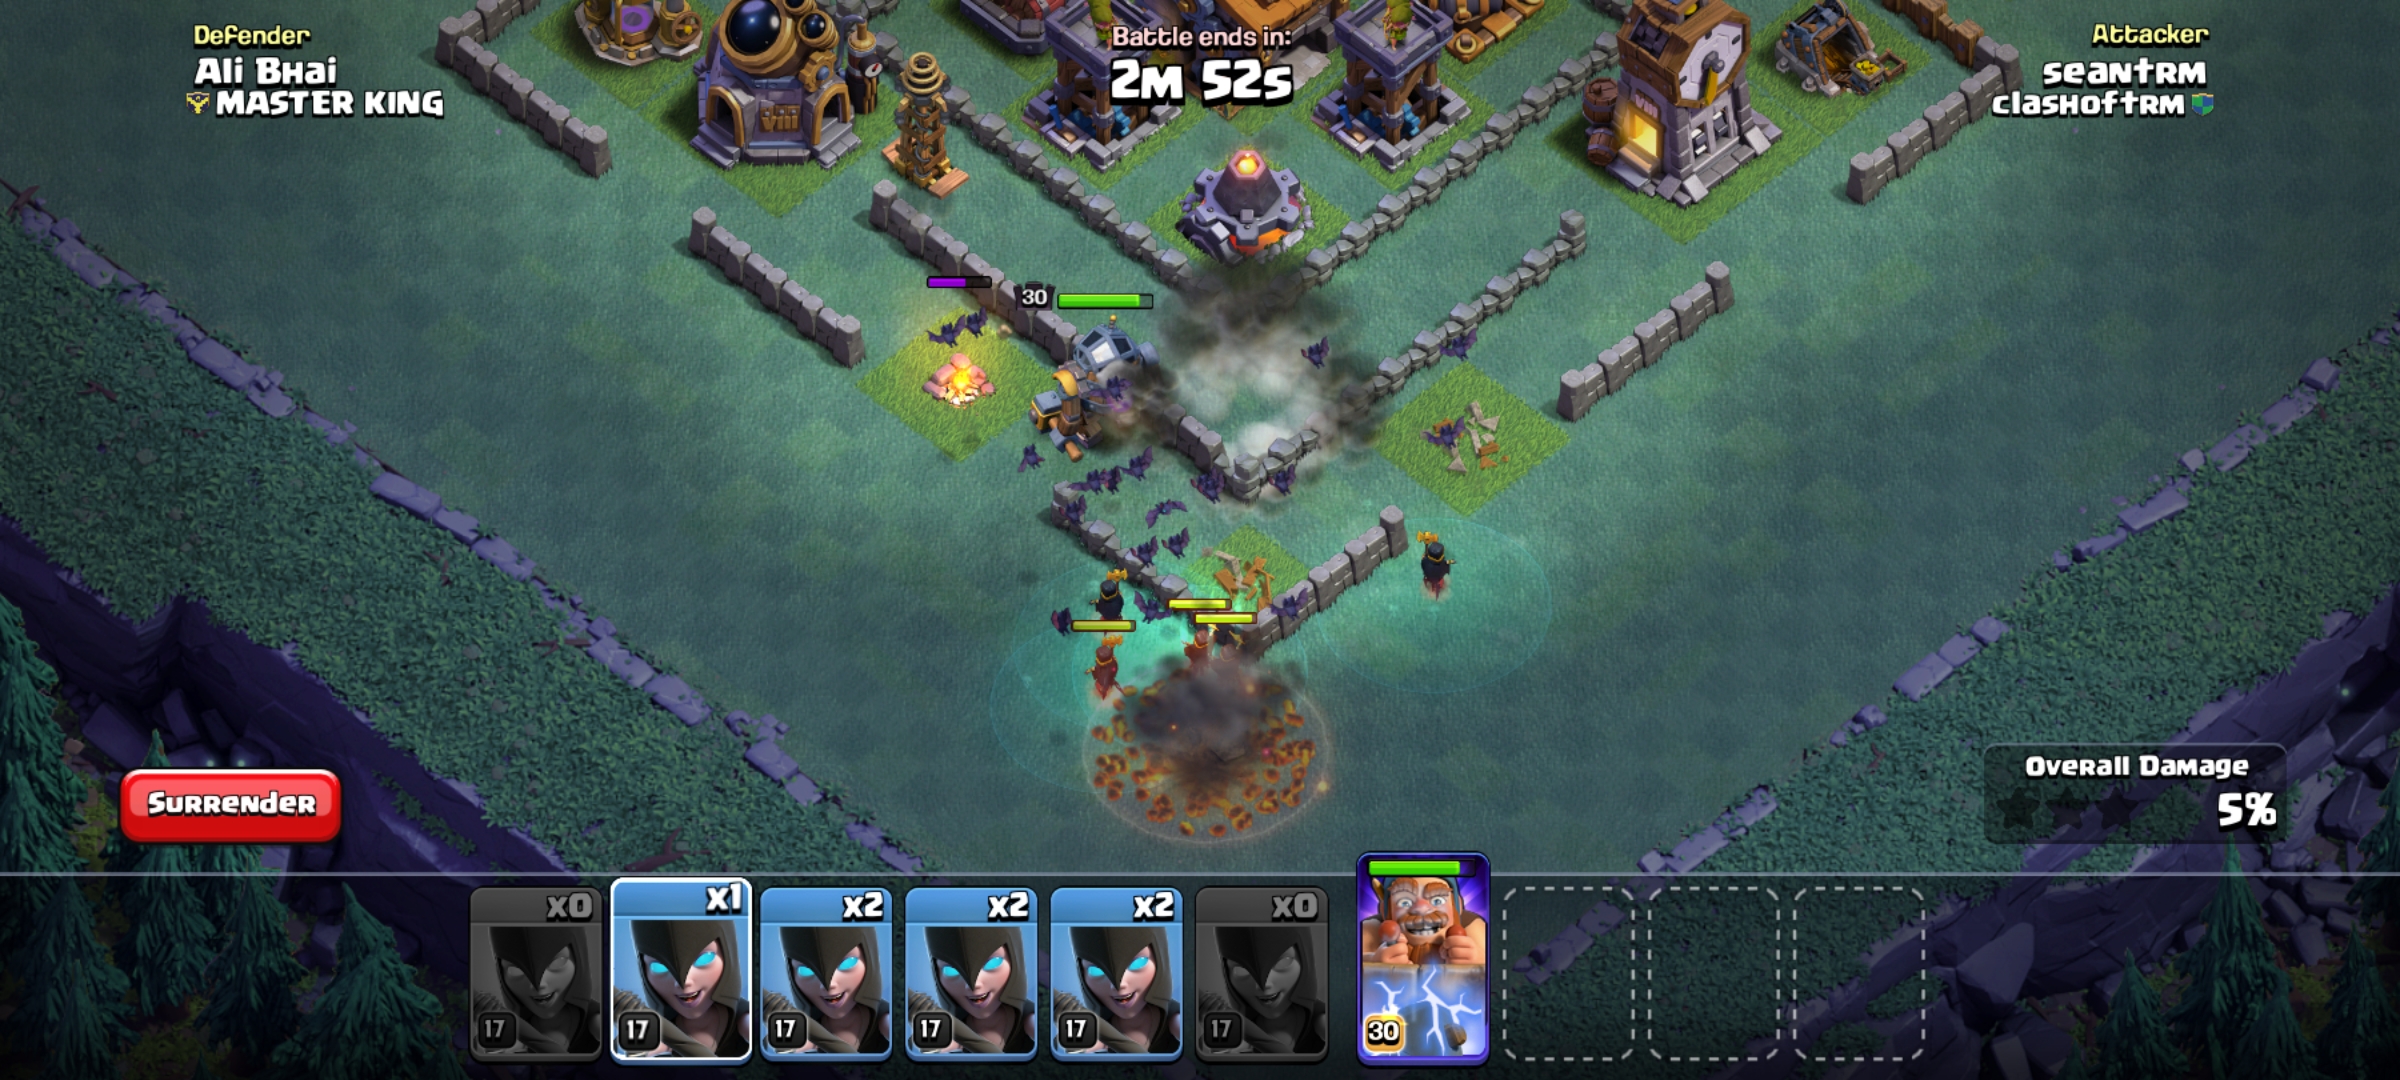 Defender
Ali Bhai
MASTER KING
Battle ends in:
2M 52s
Attacker
seantRM
clashoftRM
VIII
30
Surrender
Overall Damage
5%
x0
x1
x2
x2
x2
x0
17
17
17
17
17
17
30